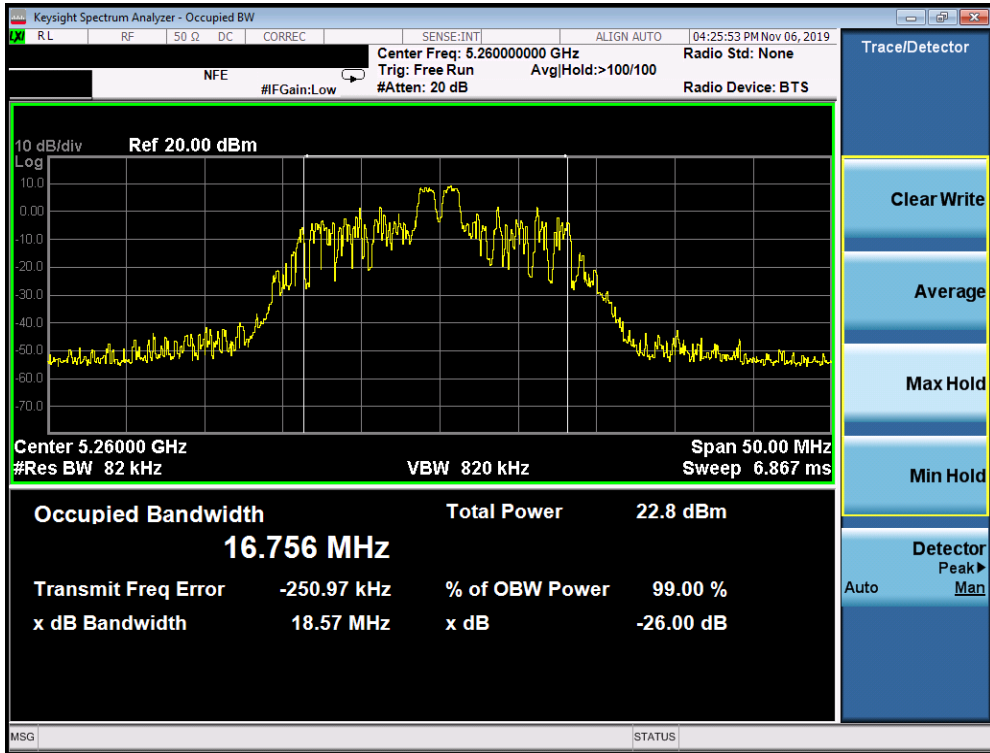 Keysight Spectrum Analyzer - Occupied BW
LXI RL RF 50 Ω DC CORREC SENSE:INT ALIGN AUTO 04:25:53 PM Nov 06, 2019
Center Freq: 5.260000000 GHz Radio Std: None
NFE Trig: Free Run Avg|Hold:>100/100
#IFGain:Low #Atten: 20 dB Radio Device: BTS
Trace/Detector
10 dB/div Ref 20.00 dBm
Log
10.0
0.00
-10.0
-20.0
-30.0
-40.0
-50.0
-60.0
-70.0
Center 5.26000 GHz Span 50.00 MHz
#Res BW 82 kHz VBW 820 kHz Sweep 6.867 ms
Occupied Bandwidth Total Power 22.8 dBm
16.756 MHz
Transmit Freq Error -250.97 kHz % of OBW Power 99.00 %
x dB Bandwidth 18.57 MHz x dB -26.00 dB
Clear Write
Average
Max Hold
Min Hold
Detector
Peak▶
Auto Man
MSG STATUS